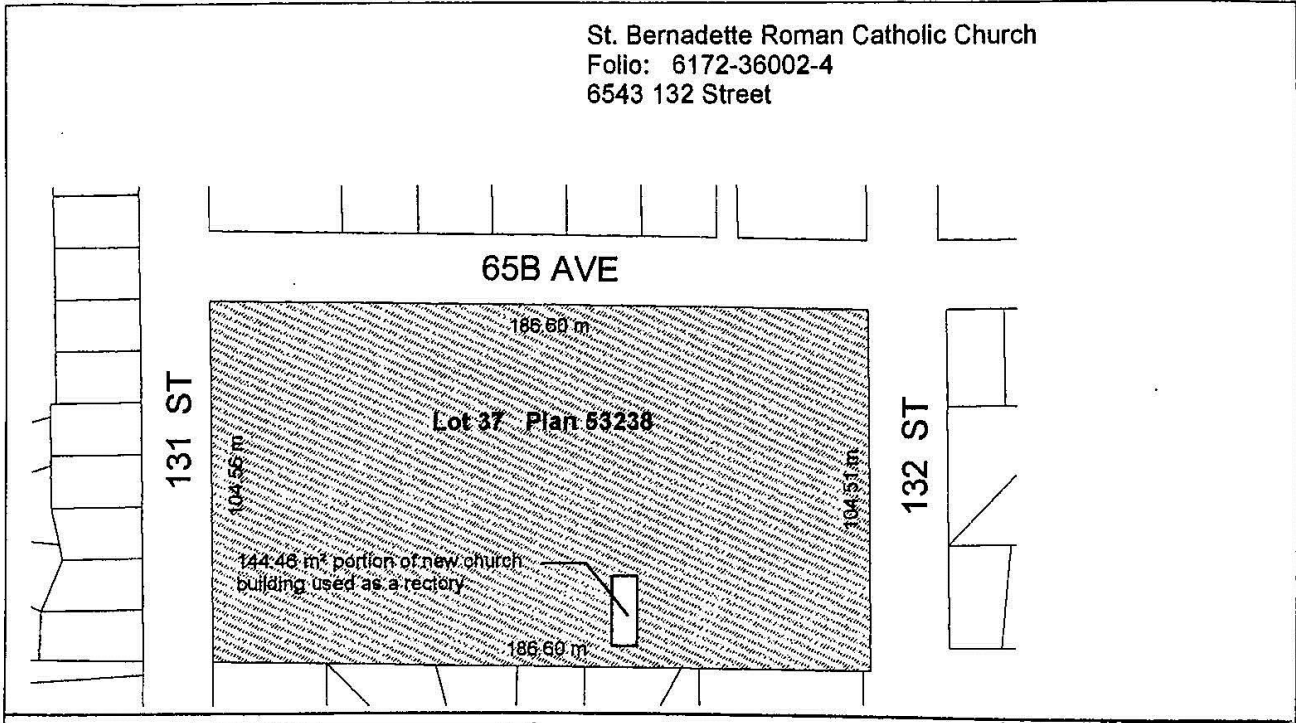 St. Bernadette Roman Catholic Church
Folio: 6172-36002-4
6543 132 Street
65B AVE
186.60 m
131 ST
Lot 37 Plan 53238
132 ST
104.56 m
104.51 m
144.46 m² portion of new church
building used as a rectory
186.60 m